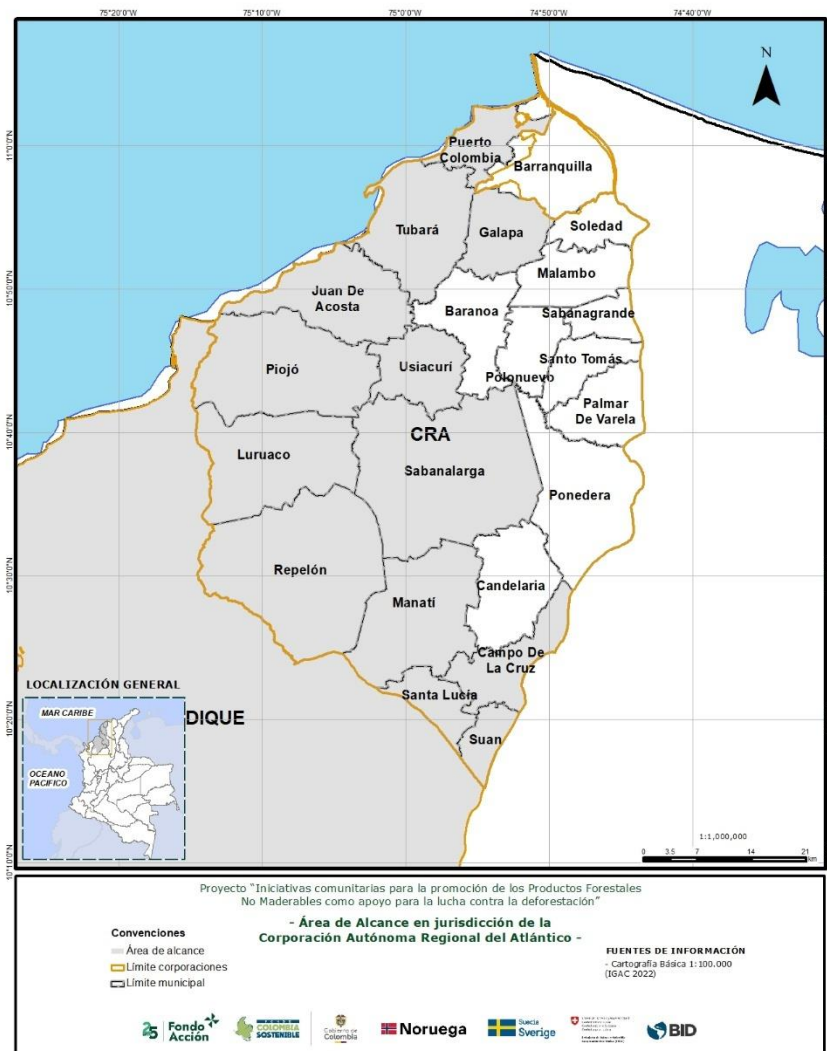 75°20'0"W
75°10'0"W
75°0'0"W
74°50'0"W
74°40'0"W
N
11°0'0"N
10°50'0"N
10°40'0"N
10°30'0"N
10°20'0"N
10°10'0"N
Puerto
Colombia
Barranquilla
Tubará
Galapa
Soledad
Malambo
Juan De
Acosta
Baranoa
Sabanagrande
Piojó
Usiacurí
Santo Tomás
Polonuevo
Palmar
De Varela
CRA
Luruaco
Sabanalarga
Ponedera
Repelón
Candelaria
Manatí
Campo De
La Cruz
Santa Lucía
Suan
DIQUE
LOCALIZACIÓN GENERAL
MAR CARIBE
OCEANO
PACIFICO
1:1,000,000
0 3.5 7 14 21
km
Proyecto "Iniciativas comunitarias para la promoción de los Productos Forestales
No Maderables como apoyo para la lucha contra la deforestación"
- Área de Alcance en jurisdicción de la
Corporación Autónoma Regional del Atlántico -
Convenciones
Área de alcance
Límite corporaciones
Límite municipal
FUENTES DE INFORMACIÓN
- Cartografía Básica 1:100.000
(IGAC 2022)
25 Fondo
Acción
COLOMBIA
SOSTENIBLE
Gobierno de
Colombia
Noruega
Suecia
Sverige
BID